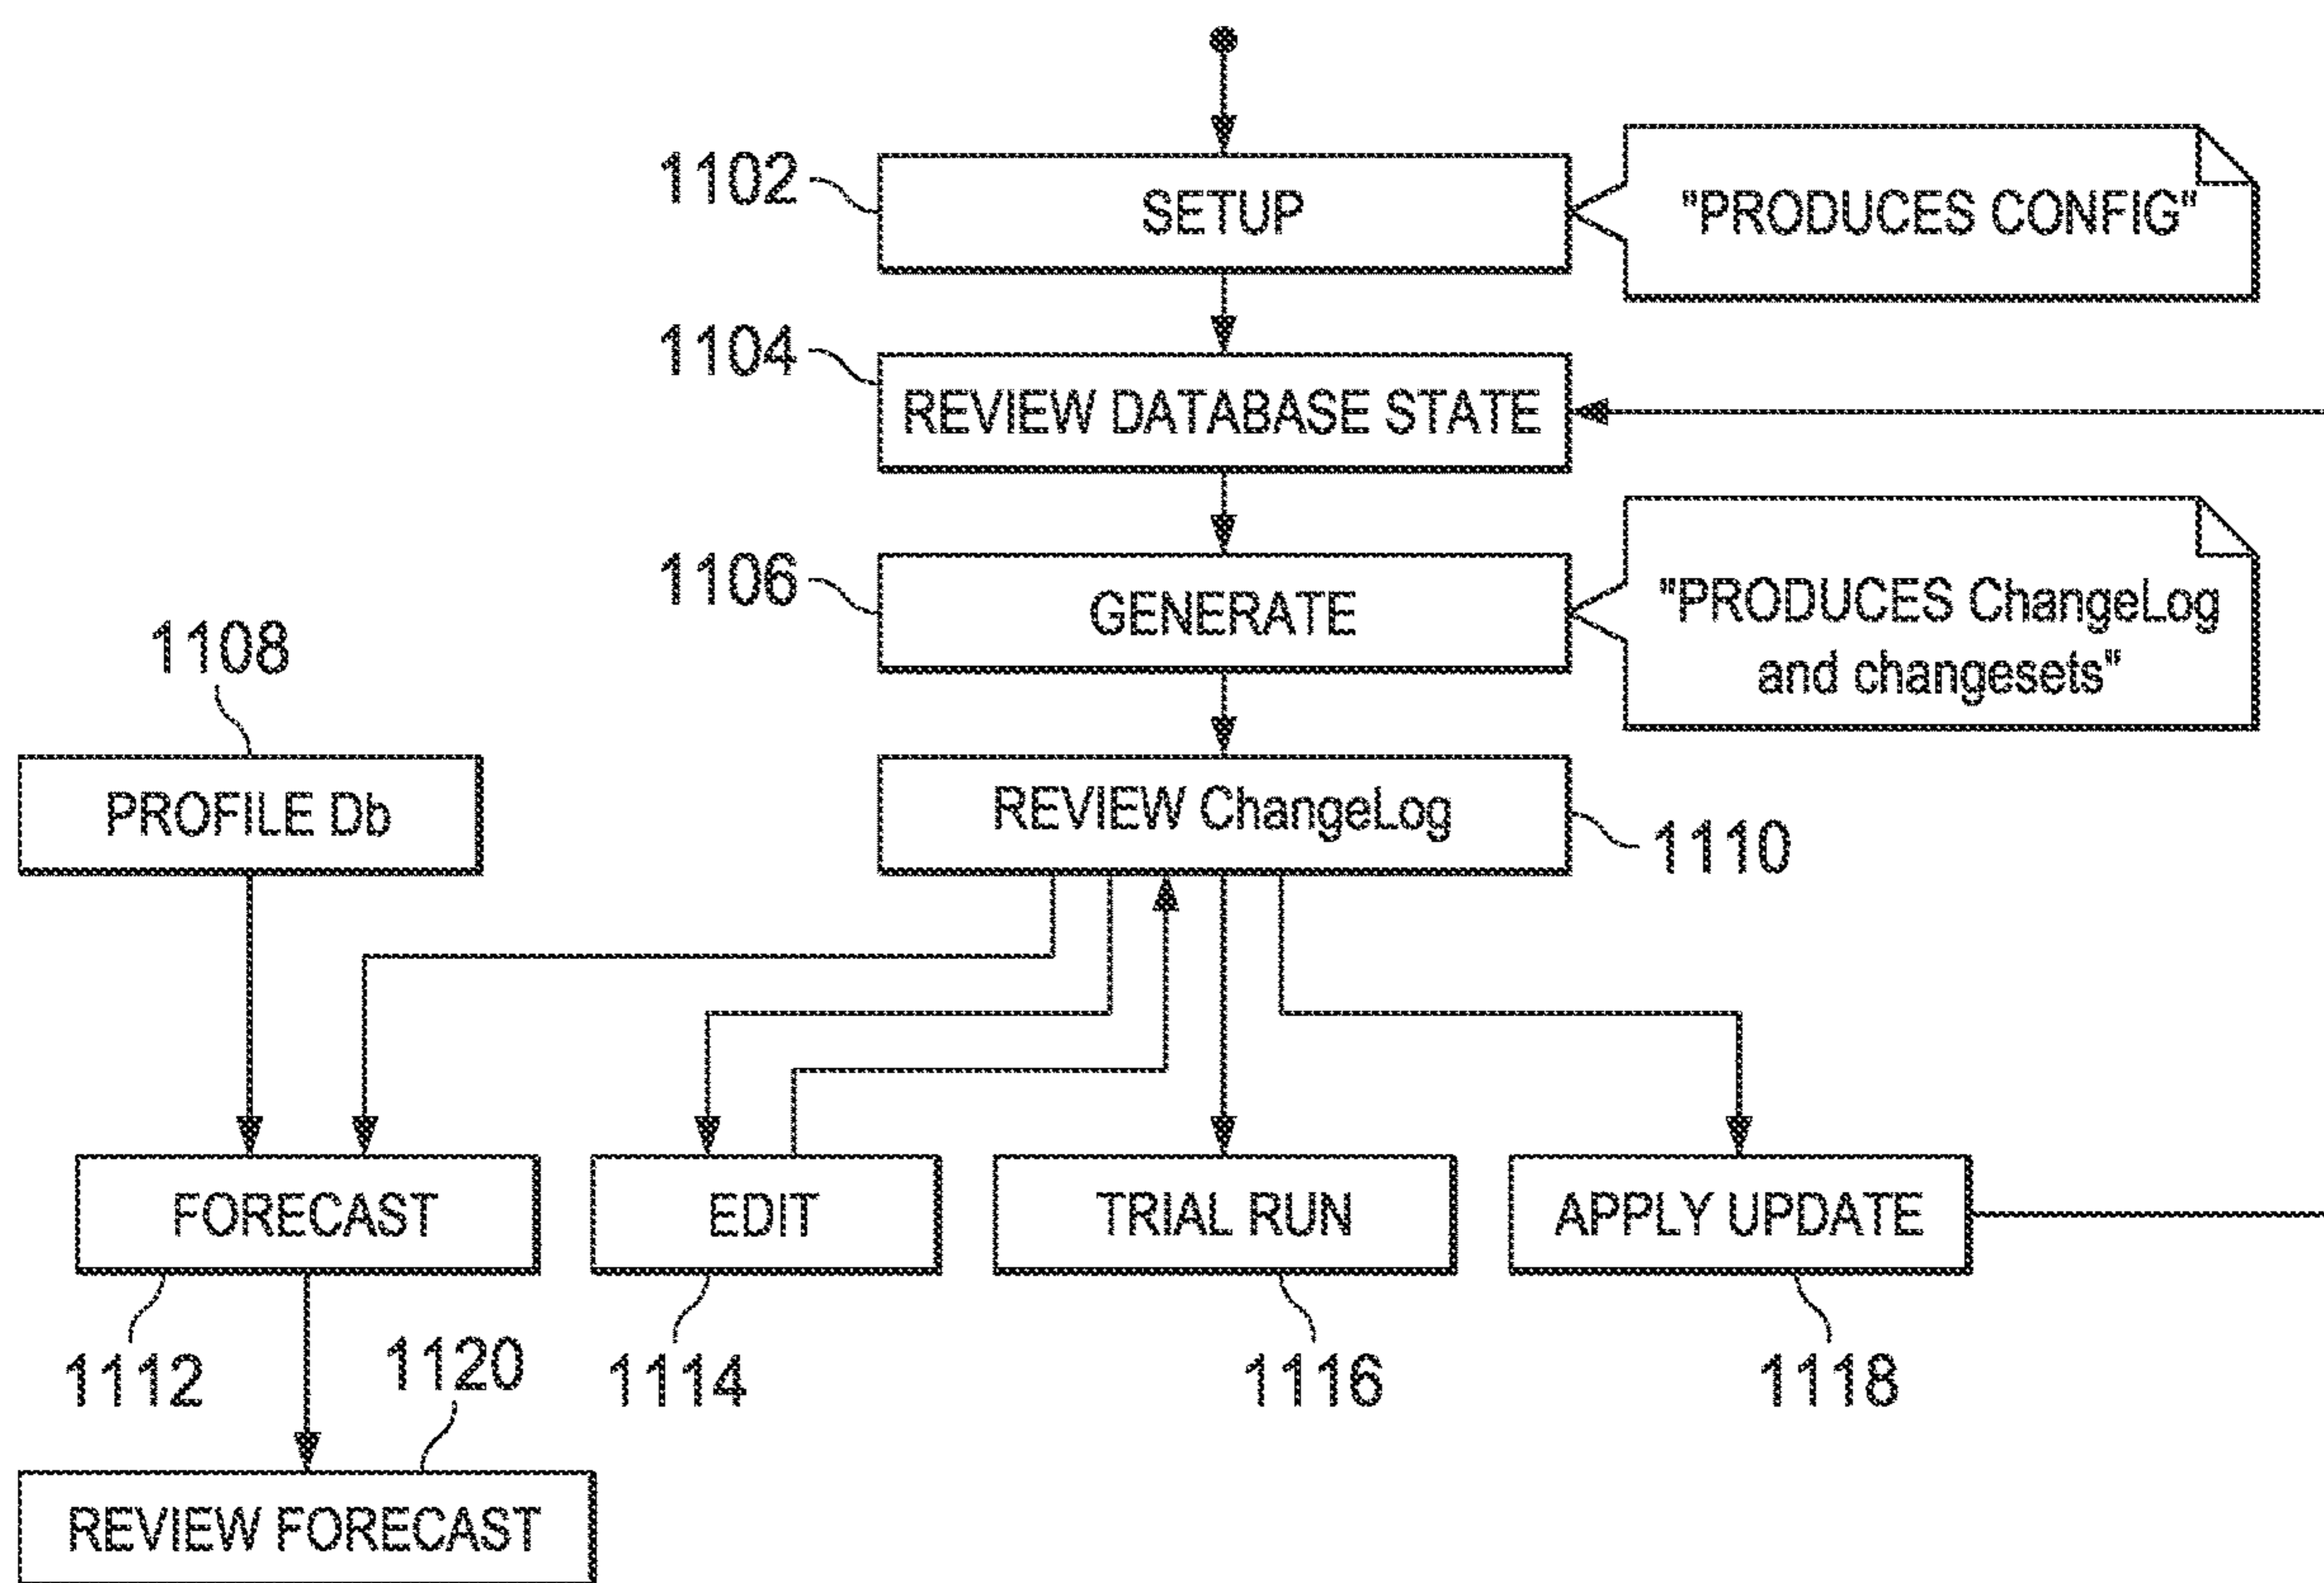 1102
SETUP
"PRODUCES CONFIG"
1104
REVIEW DATABASE STATE
1106
GENERATE
"PRODUCES ChangeLog
and changesets"
1108
PROFILE Db
REVIEW ChangeLog
1110
FORECAST
EDIT
TRIAL RUN
APPLY UPDATE
1112
1120
1114
1116
1118
REVIEW FORECAST